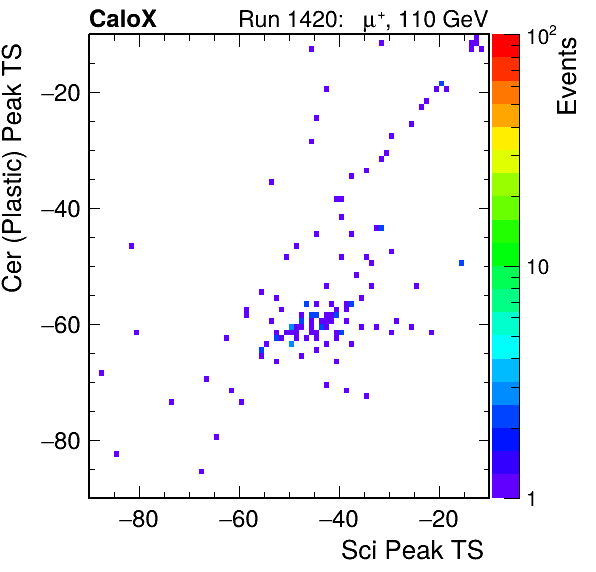 CaloX Run 1420: μ⁺, 110 GeV
Cer (Plastic) Peak TS
−20
−40
−60
−80
−80 −60 −40 −20
Sci Peak TS
10²
10
1
Events